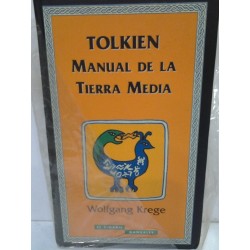 TOLKIEN
MANUAL DE LA
TIERRA MEDIA
Wolfgang Krege